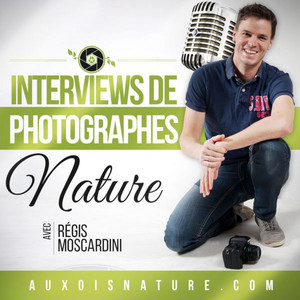 INTERVIEWS DE
PHOTOGRAPHES
Nature
AVEC
RÉGIS
MOSCARDINI
AUXOISNATURE.COM